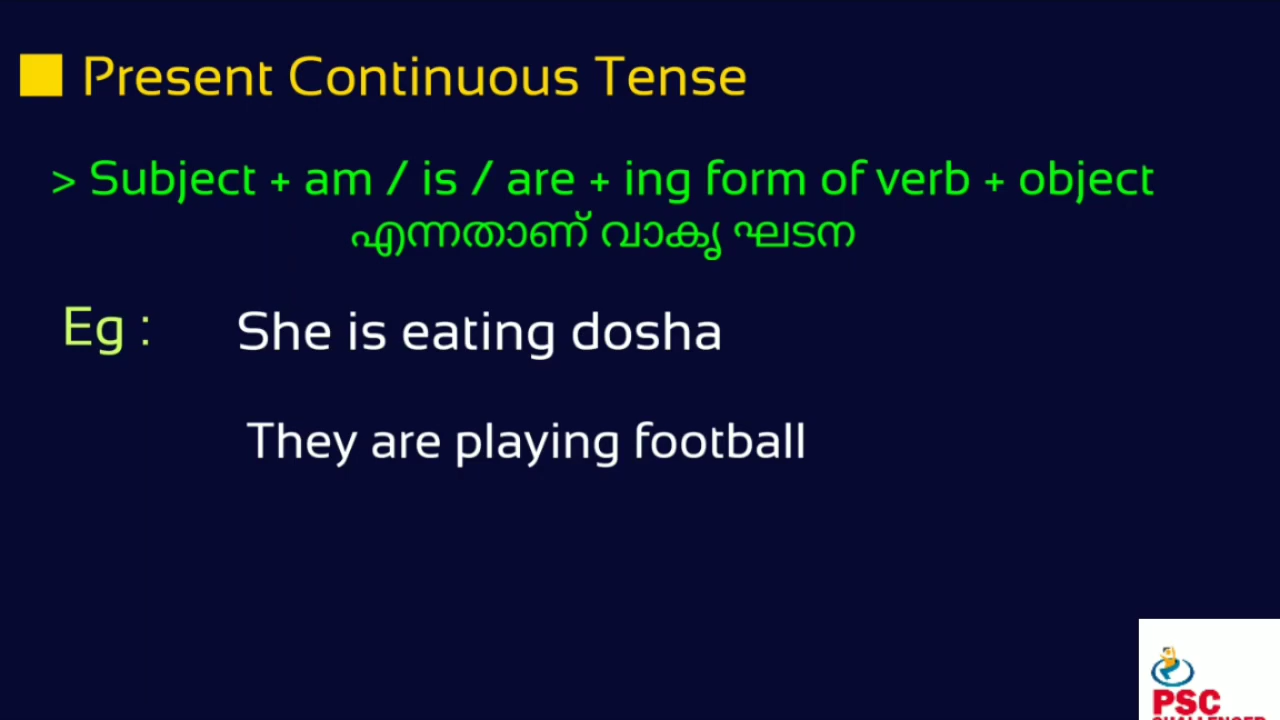 Present Continuous Tense
> Subject + am / is / are + ing form of verb + object
എന്നതാണ് വാകൃ ഘടന
Eg :
She is eating dosha
They are playing football
PSC